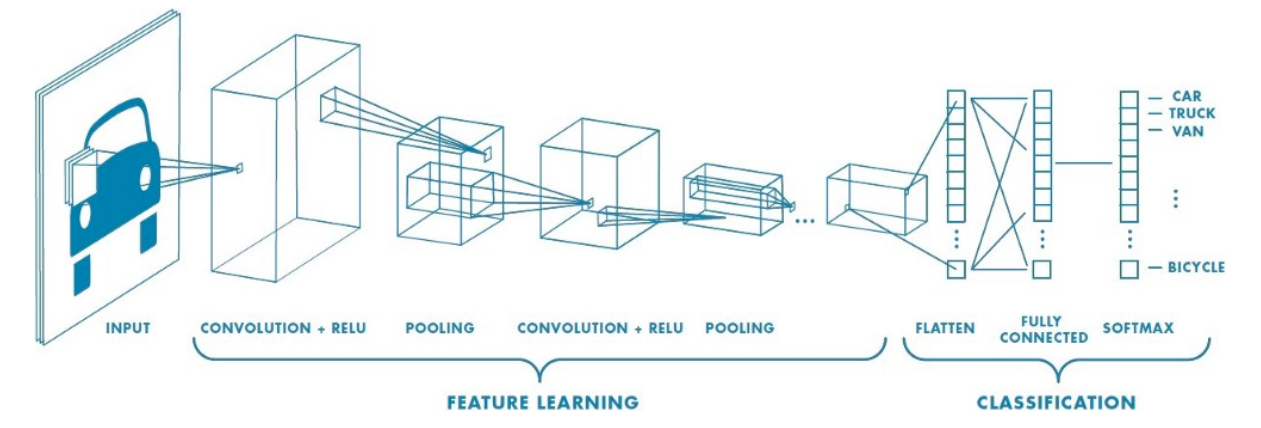 CAR
TRUCK
VAN
BICYCLE
INPUT
CONVOLUTION + RELU
POOLING
CONVOLUTION + RELU
POOLING
FLATTEN
FULLY
CONNECTED
SOFTMAX
FEATURE LEARNING
CLASSIFICATION